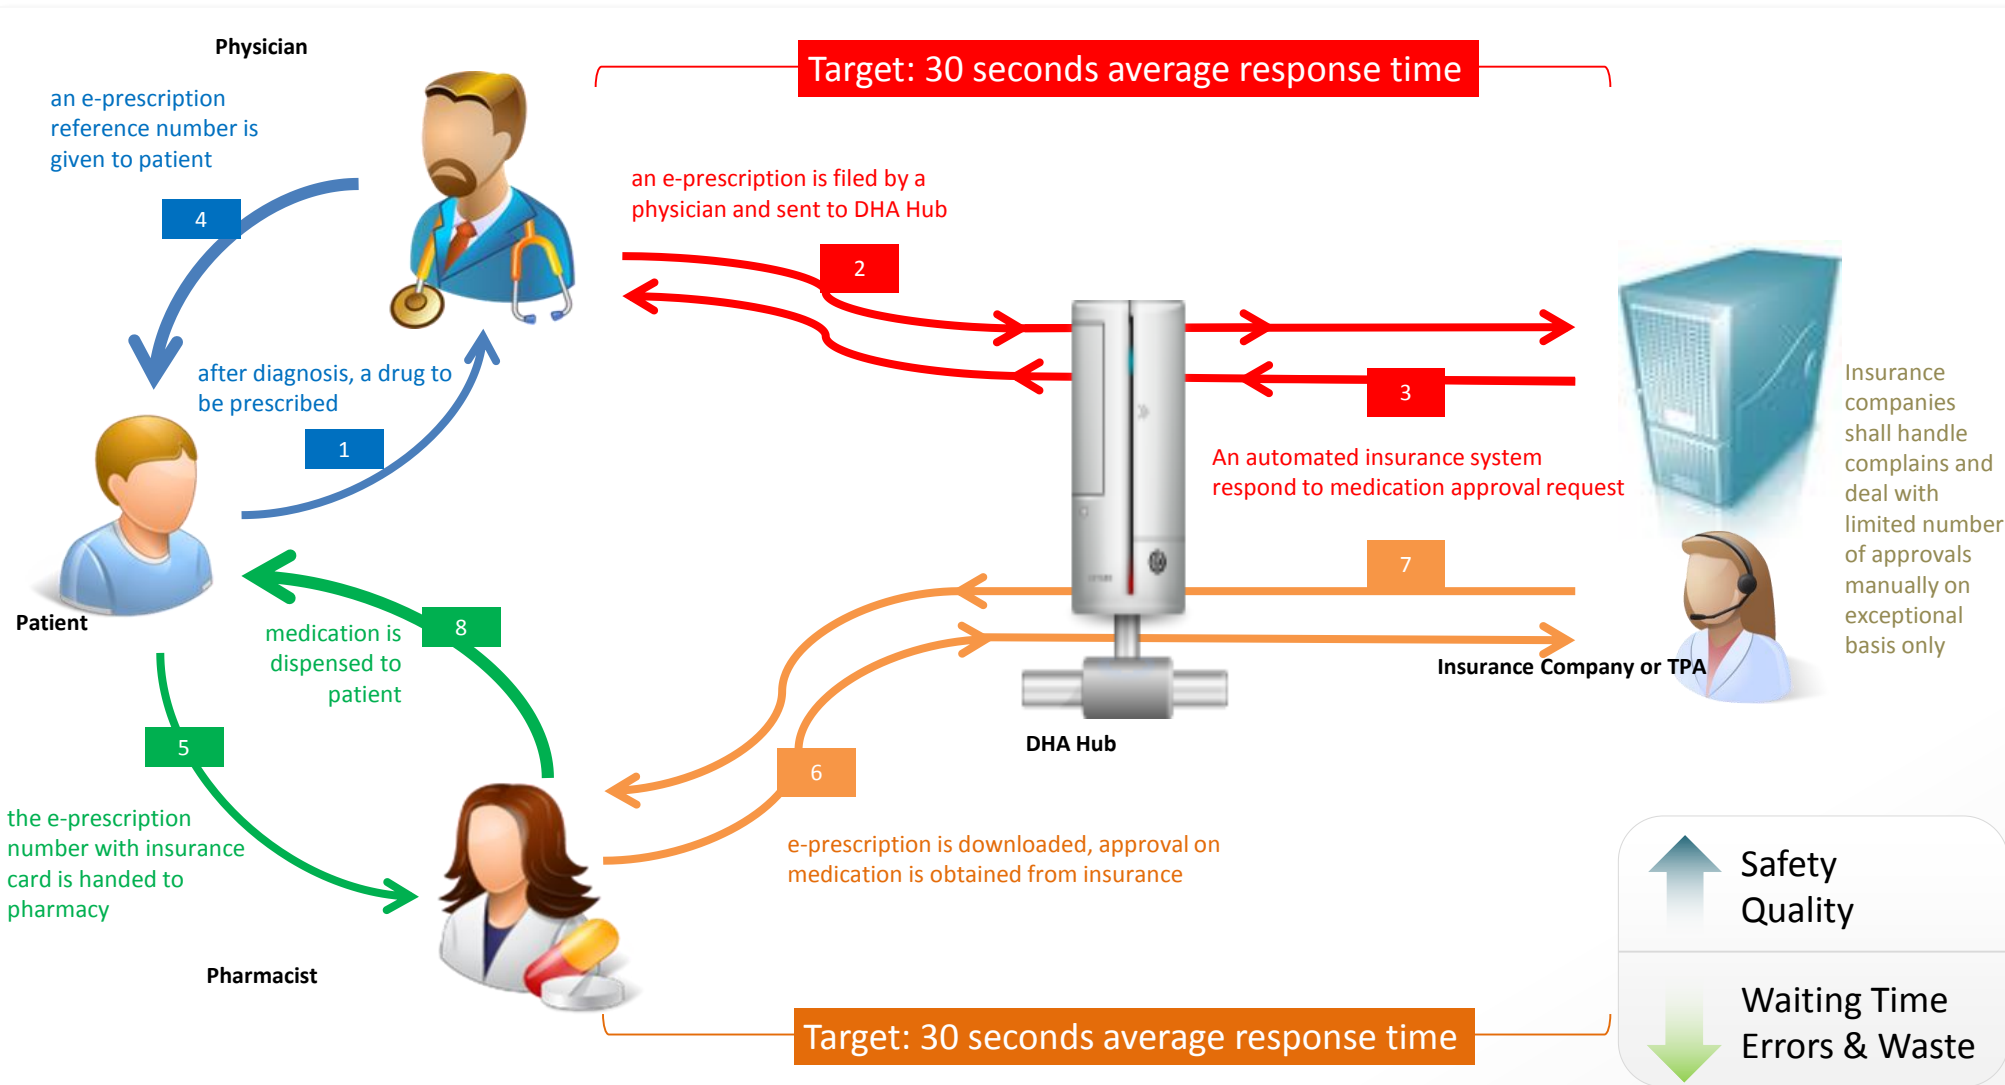 Physician
Target: 30 seconds average response time
an e-prescription
reference number is
given to patient
4
an e-prescription is filed by a
physician and sent to DHA Hub
2
after diagnosis, a drug to
be prescribed
1
3
An automated insurance system
respond to medication approval request
Insurance
companies
shall handle
complains and
deal with
limited number
of approvals
manually on
exceptional
basis only
7
Patient
medication is
dispensed to
patient
8
Insurance Company or TPA
DHA Hub
5
6
the e-prescription
number with insurance
card is handed to
pharmacy
e-prescription is downloaded, approval on
medication is obtained from insurance
Pharmacist
Safety
Quality
Waiting Time
Errors & Waste
Target: 30 seconds average response time